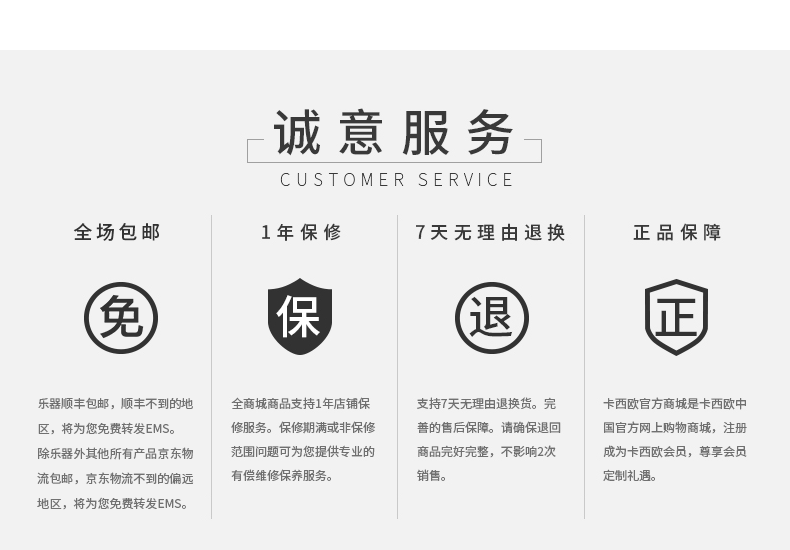 诚意服务
CUSTOMER SERVICE
全场包邮
免
乐器顺丰包邮，顺丰不到的地
区，将为您免费转发EMS。
除乐器外其他所有产品京东物
流包邮，京东物流不到的偏远
地区，将为您免费转发EMS。
1年保修
保
全商城商品支持1年店铺保
修服务。保修期满或非保修
范围问题可为您提供专业的
有偿维修保养服务。
7天无理由退换
退
支持7天无理由退换货。完
善的售后保障。请确保退回
商品完好完整，不影响2次
销售。
正品保障
正
卡西欧官方商城是卡西欧中
国官方网上购物商城，注册
成为卡西欧会员，尊享会员
定制礼遇。